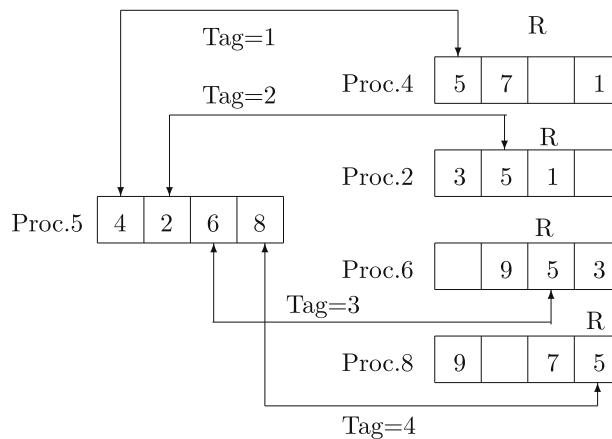 R
Tag=1
Proc.4 5 7 1
Tag=2
R
Proc.2 3 5 1
Proc.5 4 2 6 8
R
Proc.6 9 5 3
Tag=3
R
Proc.8 9 7 5
Tag=4